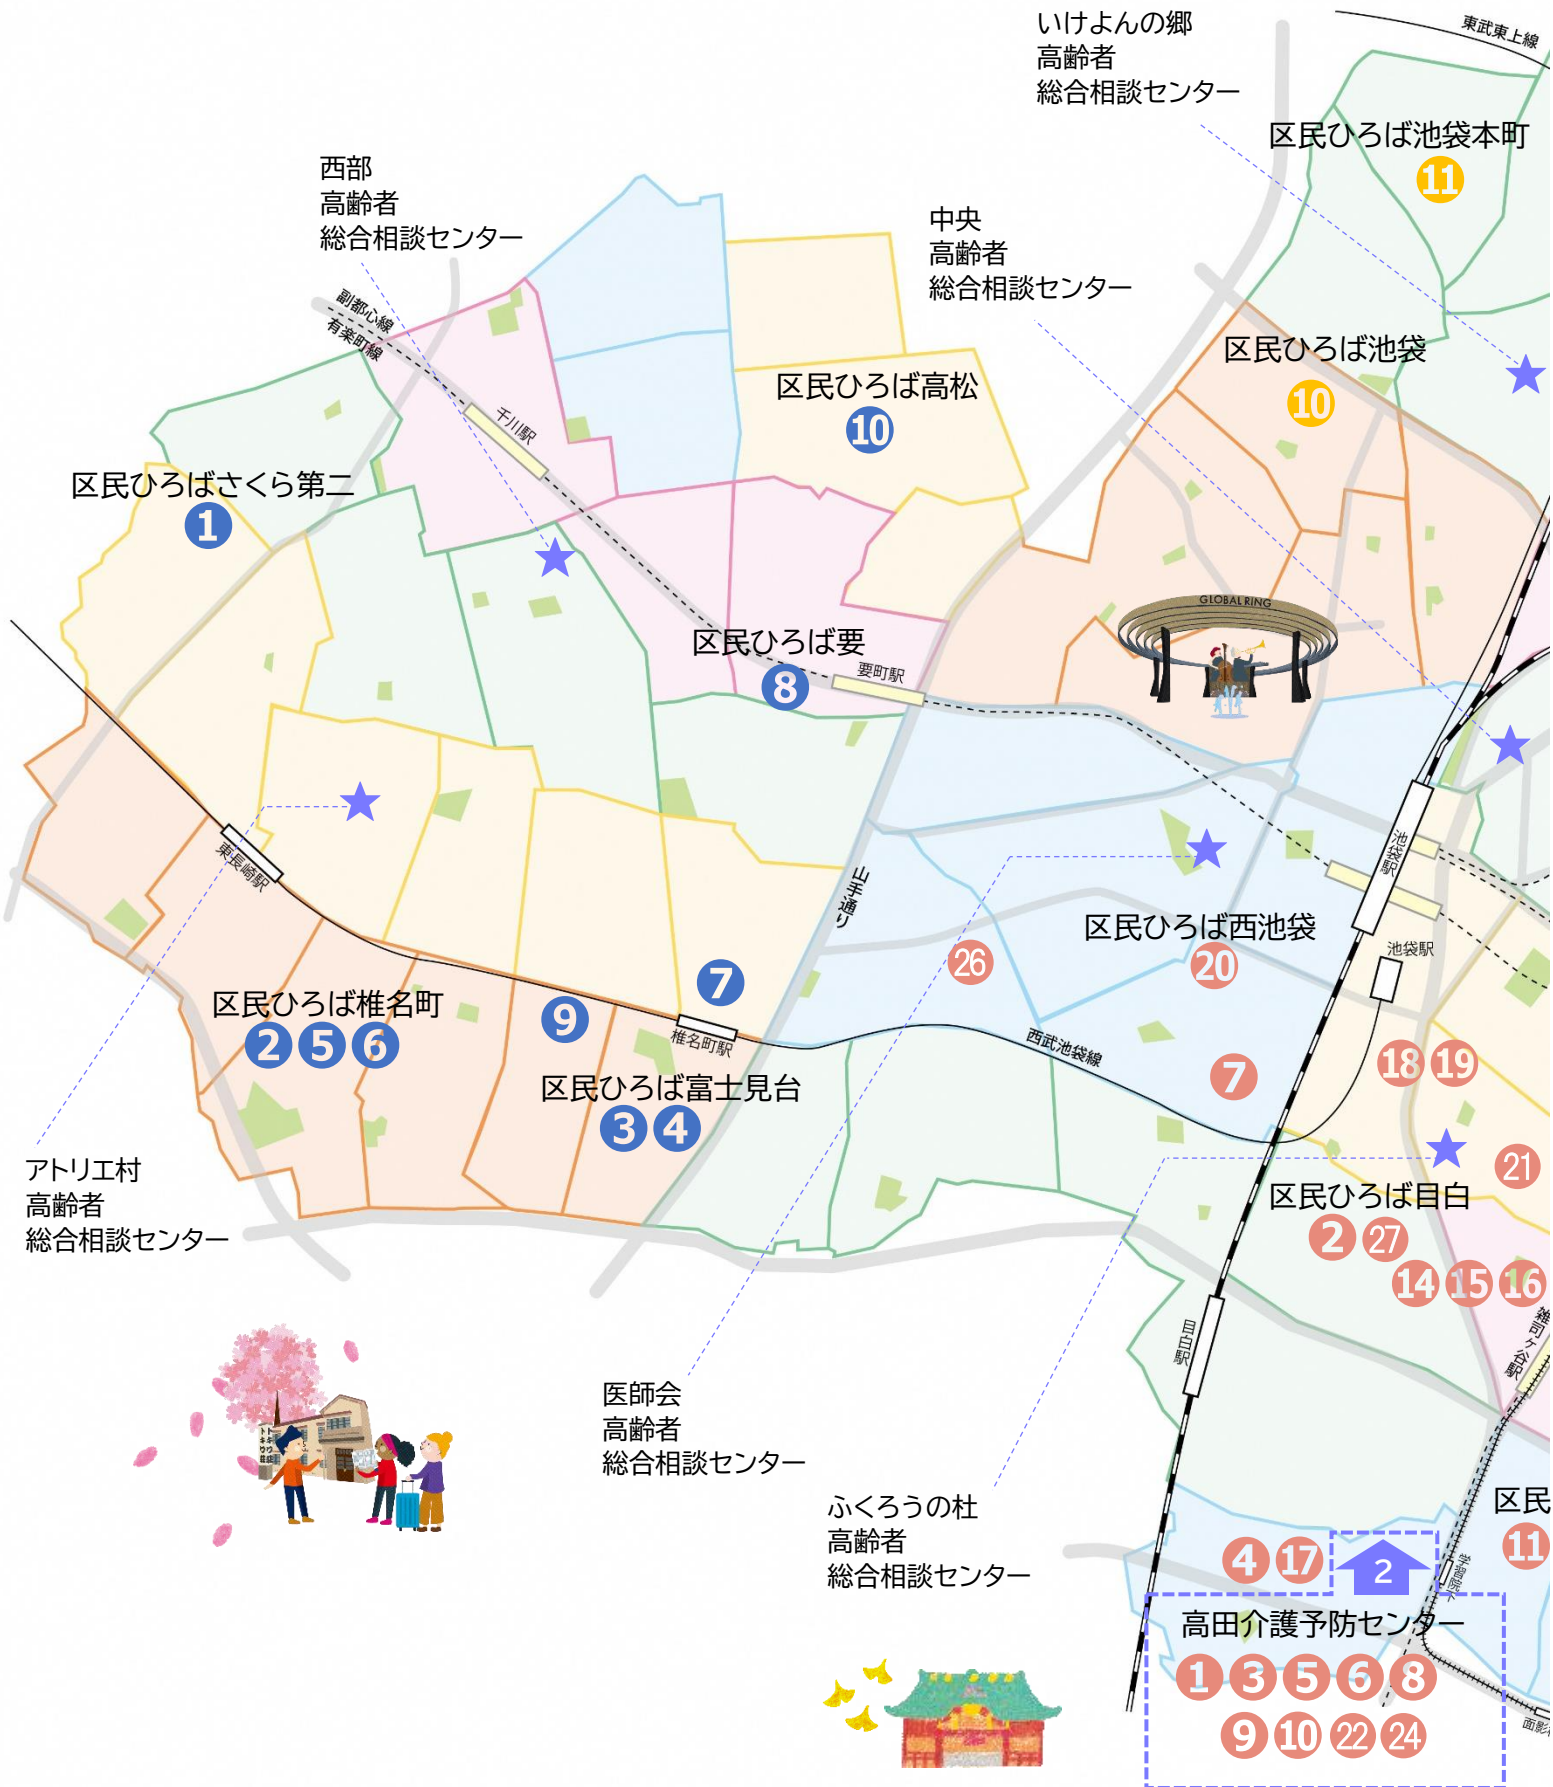 いけよんの郷
高齢者
総合相談センター
東武東上線
区民ひろば池袋本町
11
西部
高齢者
総合相談センター
中央
高齢者
総合相談センター
副都心線
有楽町線
区民ひろば池袋
10
区民ひろば高松
10
千川駅
区民ひろばさくら第二
1
GLOBAL RING
区民ひろば要
8
要町駅
池袋駅
東長崎駅
山手通り
区民ひろば西池袋
20
26
池袋駅
7
区民ひろば椎名町
2 5 6
9
椎名町駅
西武池袋線
区民ひろば富士見台
3 4
7
18 19
21
アトリエ村
高齢者
総合相談センター
区民ひろば目白
2 27
14 15 16
目白駅
雑司ヶ谷駅
医師会
高齢者
総合相談センター
ふくろうの杜
高齢者
総合相談センター
区民
11
4 17
2
高田介護予防センター
1 3 5 6 8
9 10 22 24
面影